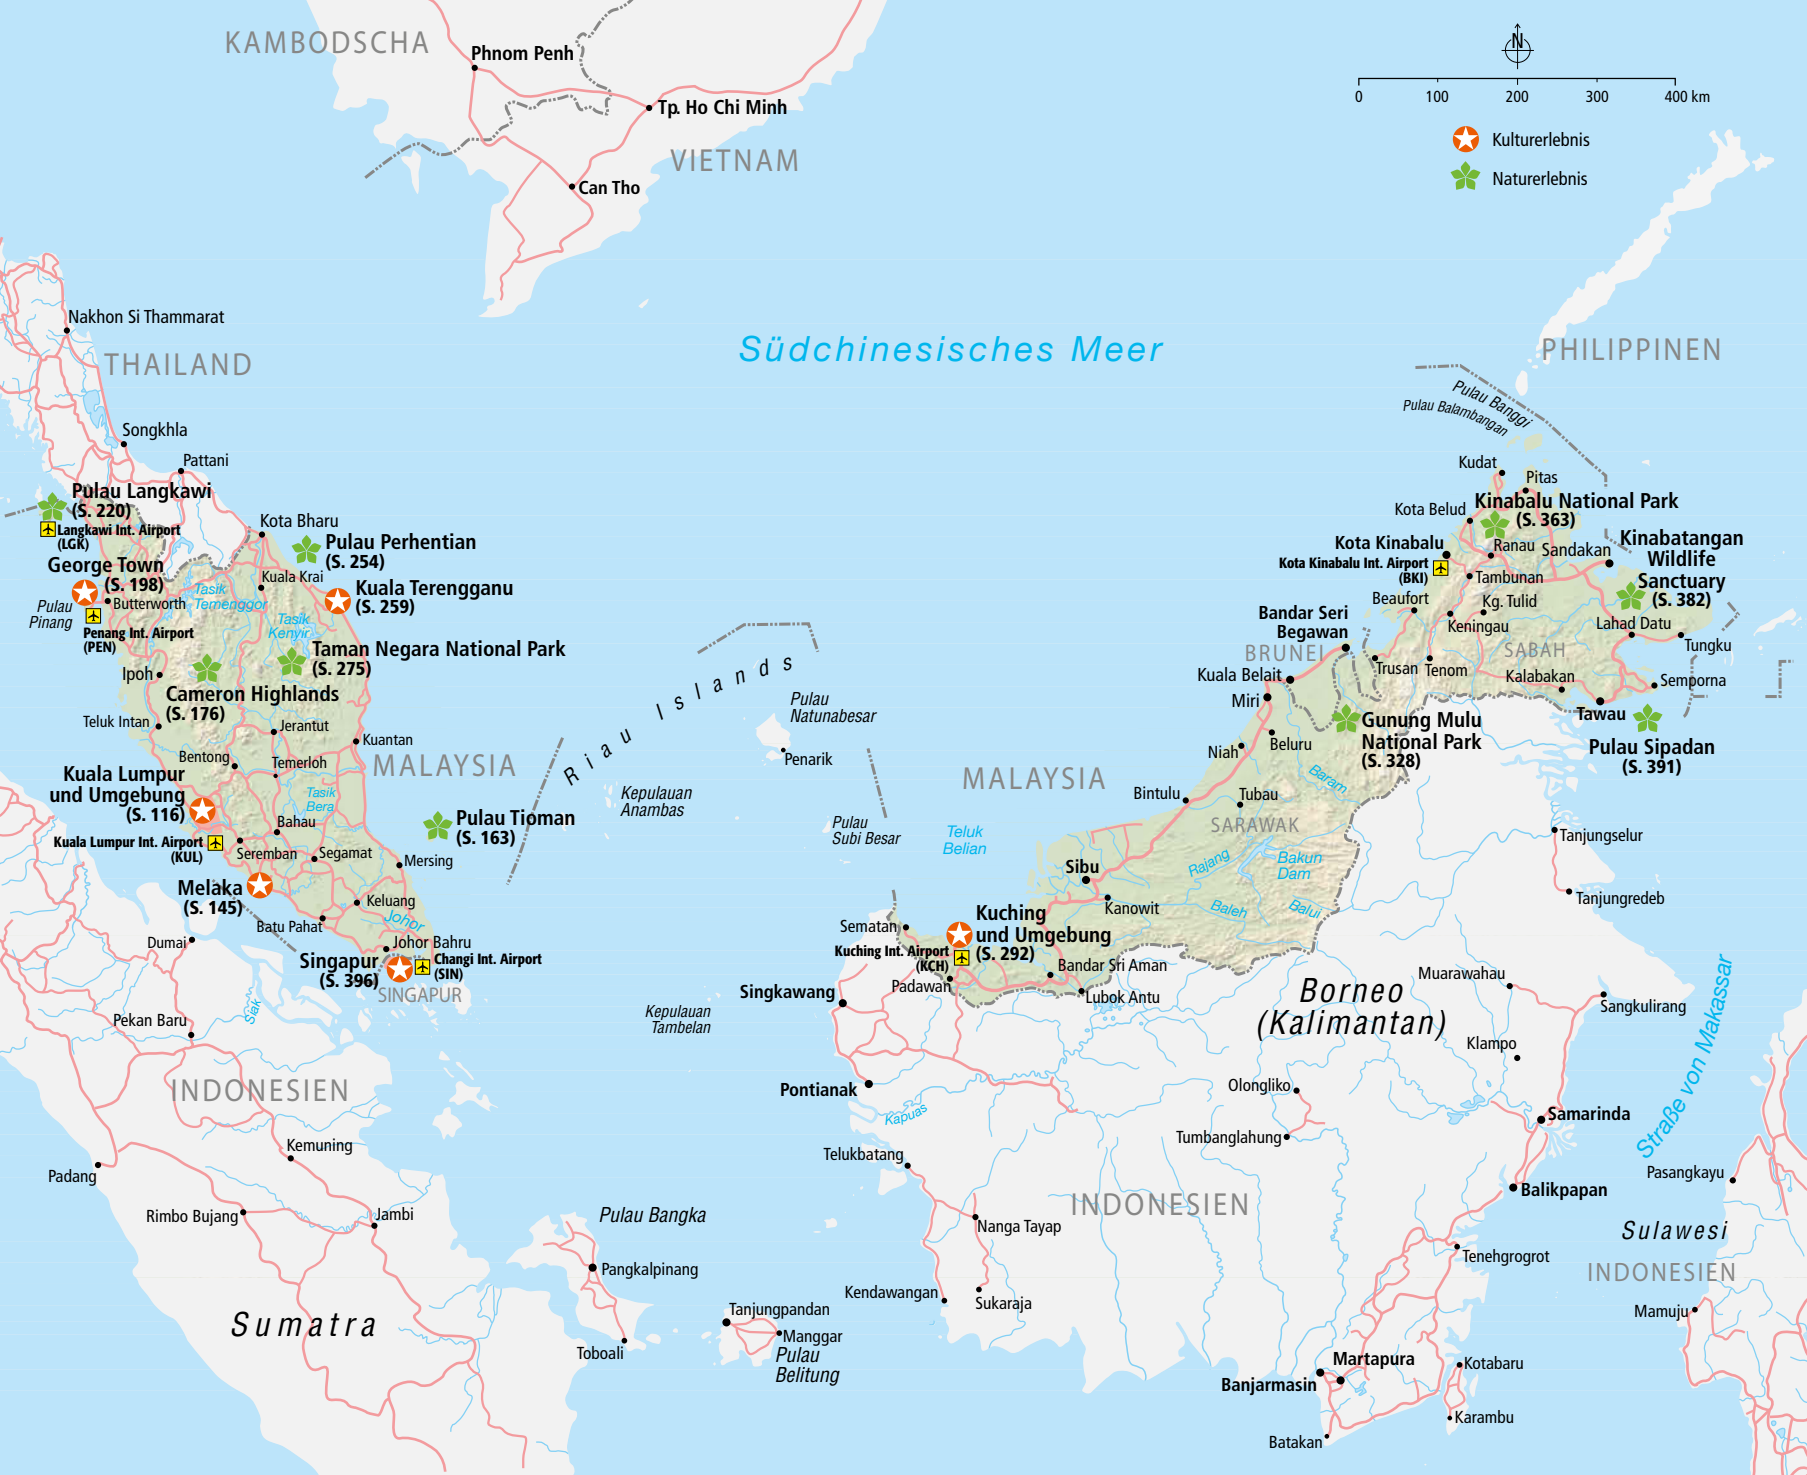 KAMBODSCHA
Phnom Penh
Tp. Ho Chi Minh
VIETNAM
Can Tho
N
0 100 200 300 400 km
Kulturerlebnis
Naturerlebnis
Nakhon Si Thammarat
THAILAND
Songkhla
Pattani
Südchinesisches Meer
PHILIPPINEN
Pulau Banggi
Pulau Balambangan
Pulau Langkawi
(S. 220)
Langkawi Int. Airport
(LGK)
George Town
(S. 198)
Butterworth
Pulau
Pinang
Penang Int. Airport
(PEN)
Kota Bharu
Pulau Perhentian
(S. 254)
Kuala Krai
Kuala Terengganu
(S. 259)
Tasik
Temenggor
Tasik
Kenyir
Taman Negara National Park
(S. 275)
Ipoh
Cameron Highlands
(S. 176)
Teluk Intan
Jerantut
Kuantan
Bentong
Temerloh
MALAYSIA
Kuala Lumpur
und Umgebung
(S. 116)
Tasik
Bera
Bahau
Kuala Lumpur Int. Airport
(KUL)
Seremban
Segamat
Mersing
Pulau Tioman
(S. 163)
Melaka
(S. 145)
Keluang
Batu Pahat
Johor
Johor Bahru
Dumai
Singapur
(S. 396)
Changi Int. Airport
(SIN)
SINGAPUR
Siak
Pekan Baru
INDONESIEN
Kemuning
Padang
Rimbo Bujang
Jambi
Sumatra
Pulau Bangka
Pangkalpinang
Toboali
Tanjungpandan
Manggar
Pulau
Belitung
Riau Islands
Pulau
Natunabesar
Penarik
Kepulauan
Anambas
Pulau
Subi Besar
Kepulauan
Tambelan
Kudat
Pitas
Kota Belud
Kinabalu National Park
(S. 363)
Kota Kinabalu
Ranau
Sandakan
Kinabatangan
Wildlife
Sanctuary
(S. 382)
Kota Kinabalu Int. Airport
(BKI)
Tambunan
Beaufort
Kg. Tulid
Keningau
Lahad Datu
Tungku
Bandar Seri
Begawan
BRUNEI
SABAH
Kuala Belait
Trusan
Tenom
Kalabakan
Semporna
Miri
Tawau
Gunung Mulu
National Park
(S. 328)
Pulau Sipadan
(S. 391)
Niah
Beluru
Baram
MALAYSIA
Bintulu
Tubau
SARAWAK
Teluk
Belian
Sibu
Rajang
Bakun
Dam
Kanowit
Baleh
Balui
Tanjungselur
Tanjungredeb
Sematan
Kuching
und Umgebung
(S. 292)
Kuching Int. Airport
(KCH)
Padawan
Bandar Sri Aman
Lubok Antu
Singkawang
Borneo
(Kalimantan)
Muarawahau
Sangkulirang
Klampo
Straße von Makassar
Pontianak
Kapuas
Olongliko
Tumbanglahung
Samarinda
Telukbatang
Balikpapan
Pasangkayu
INDONESIEN
Nanga Tayap
Sulawesi
INDONESIEN
Kendawangan
Sukaraja
Tenehgrogrot
Mamuju
Martapura
Banjarmasin
Kotabaru
Karambu
Batakan